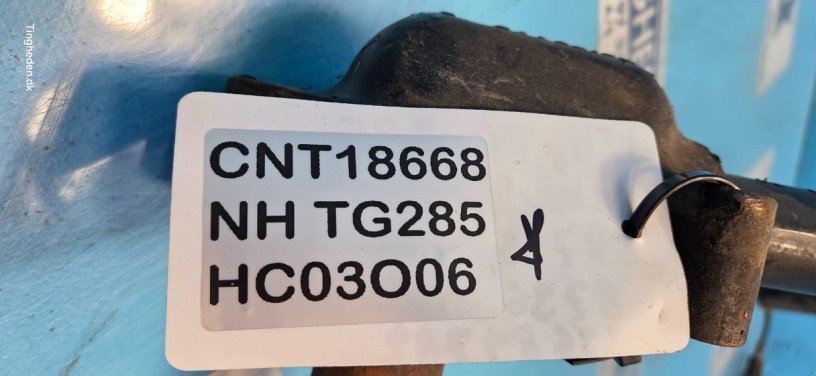 Tingheden.dk
CNT18668
NH TG285
HC03O06